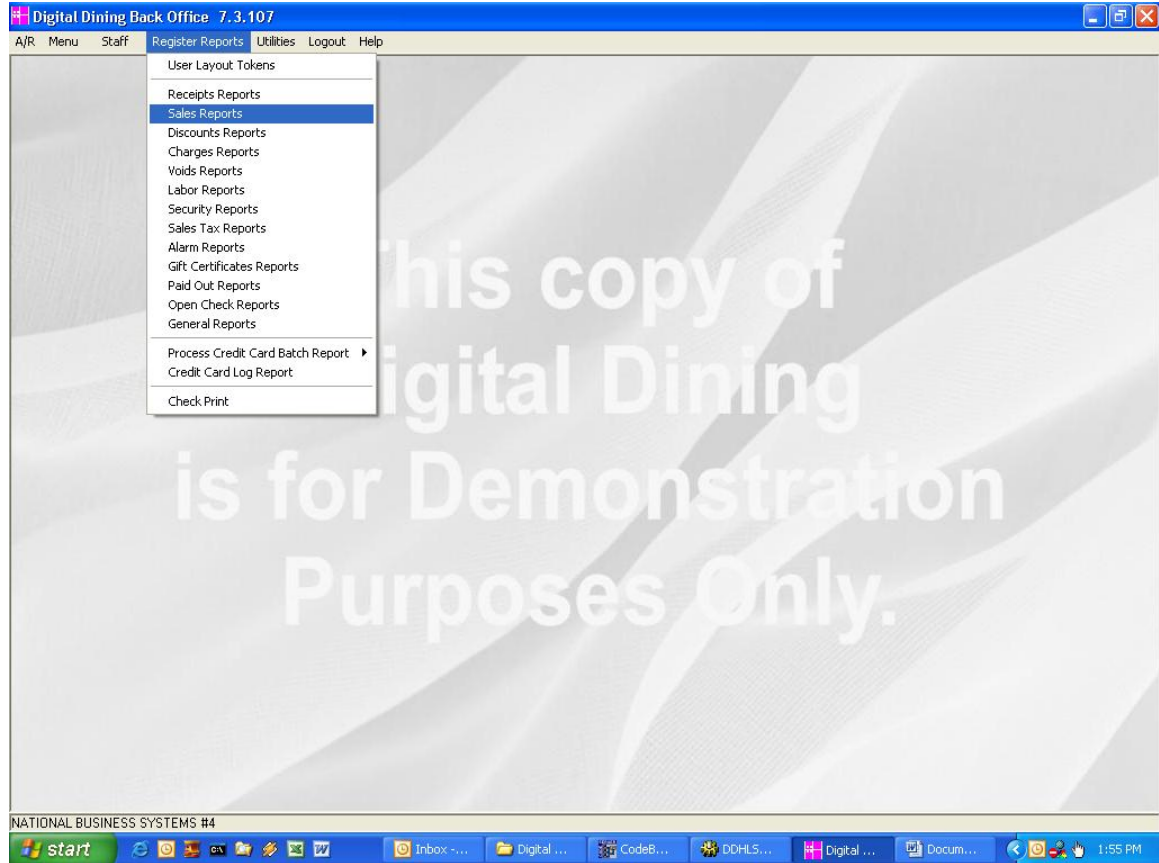 Digital Dining Back Office 7.3.107
A/R Menu Staff Register Reports Utilities Logout Help
User Layout Tokens
Receipts Reports
Sales Reports
Discounts Reports
Charges Reports
Voids Reports
Labor Reports
Security Reports
Sales Tax Reports
Alarm Reports
Gift Certificates Reports
Paid Out Reports
Open Check Reports
General Reports
Process Credit Card Batch Report
Credit Card Log Report
Check Print
his copy of
igital Dining
is for Demonstration
Purposes Only.
NATIONAL BUSINESS SYSTEMS #4
start Inbox -... Digital ... CodeB... DDHLS... Digital ... Docum... 1:55 PM